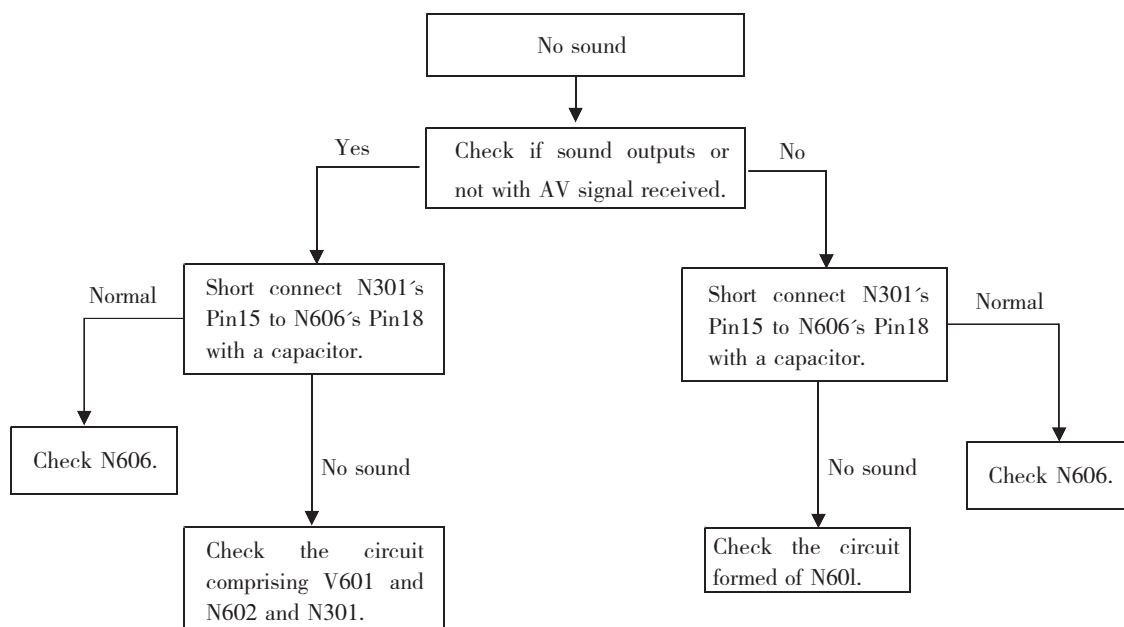 No sound
Check if sound outputs or
not with AV signal received.
Yes
No
Short connect N301´s
Pin15 to N606´s Pin18
with a capacitor.
Normal
Short connect N301´s
Pin15 to N606´s Pin18
with a capacitor.
Normal
Check N606.
No sound
No sound
Check N606.
Check the circuit
comprising V601 and
N602 and N301.
Check the circuit
formed of N60l.